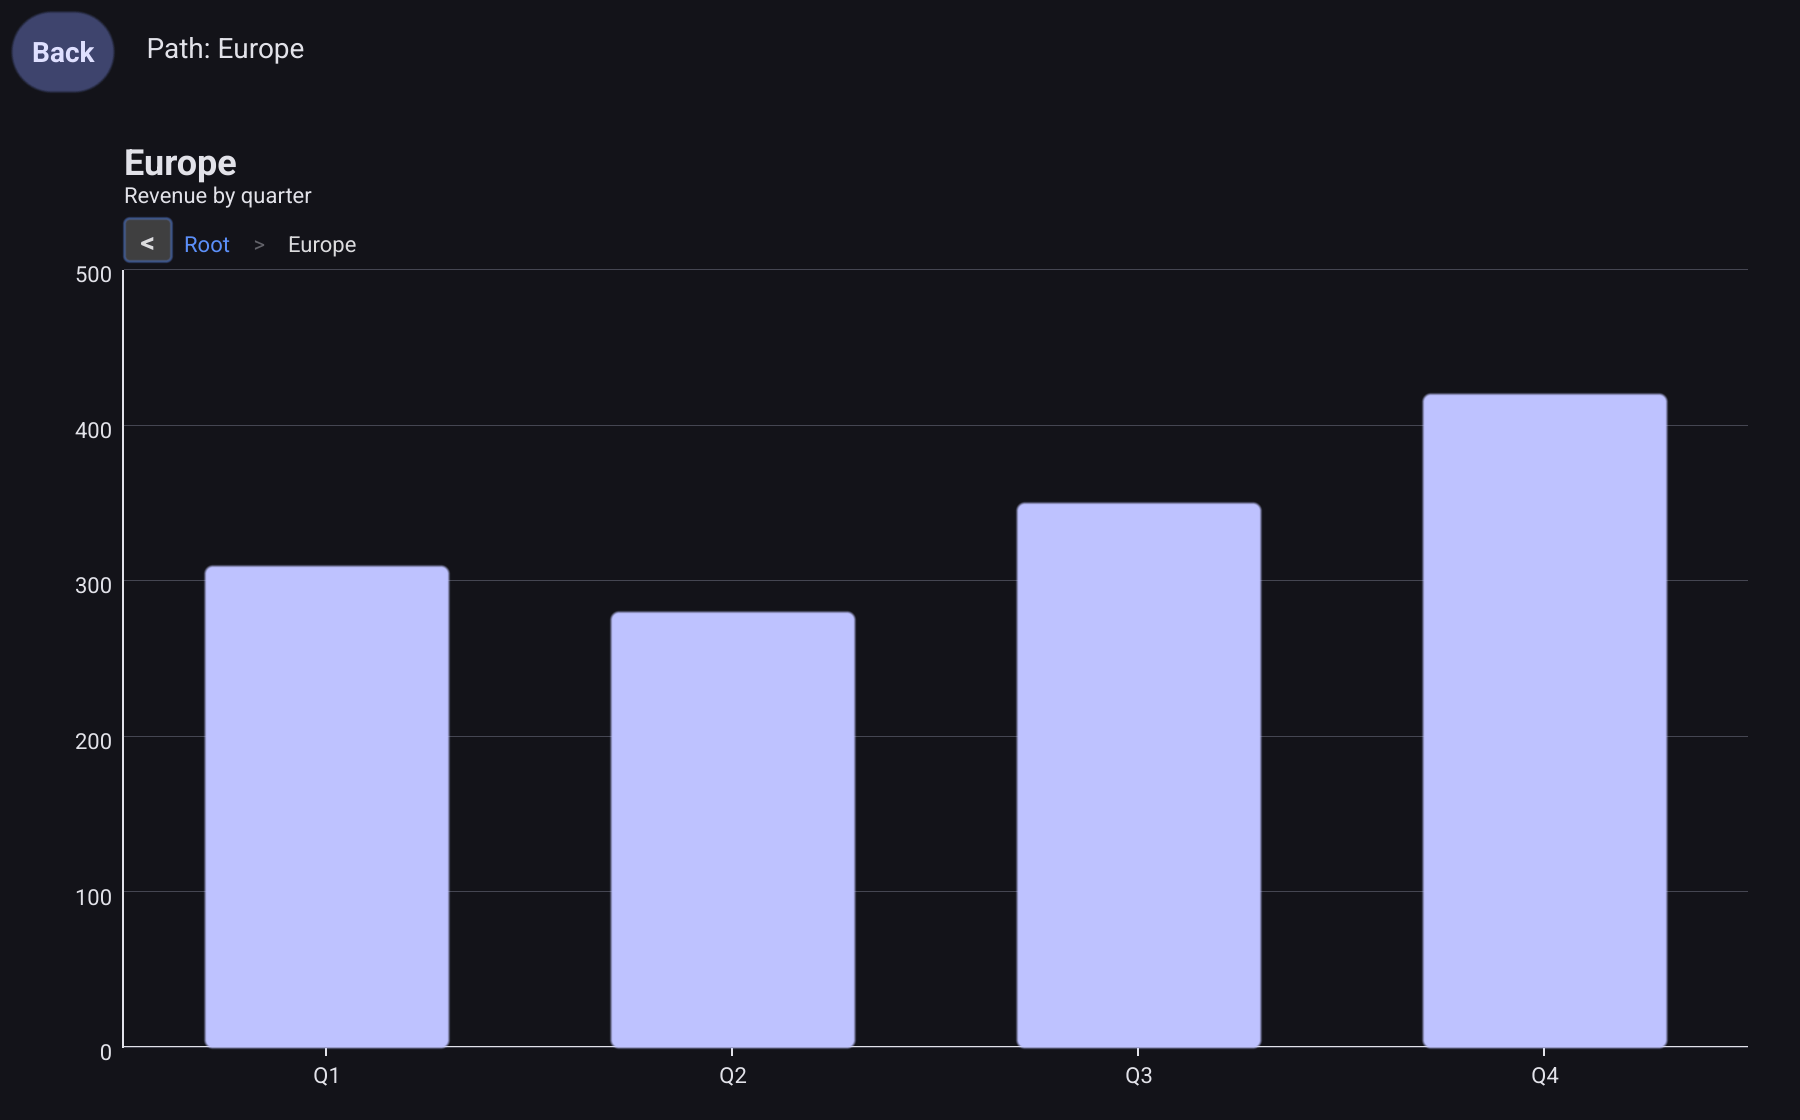 Back
Path: Europe
Europe
Revenue by quarter
< Root > Europe
500
400
300
200
100
0
Q1 Q2 Q3 Q4